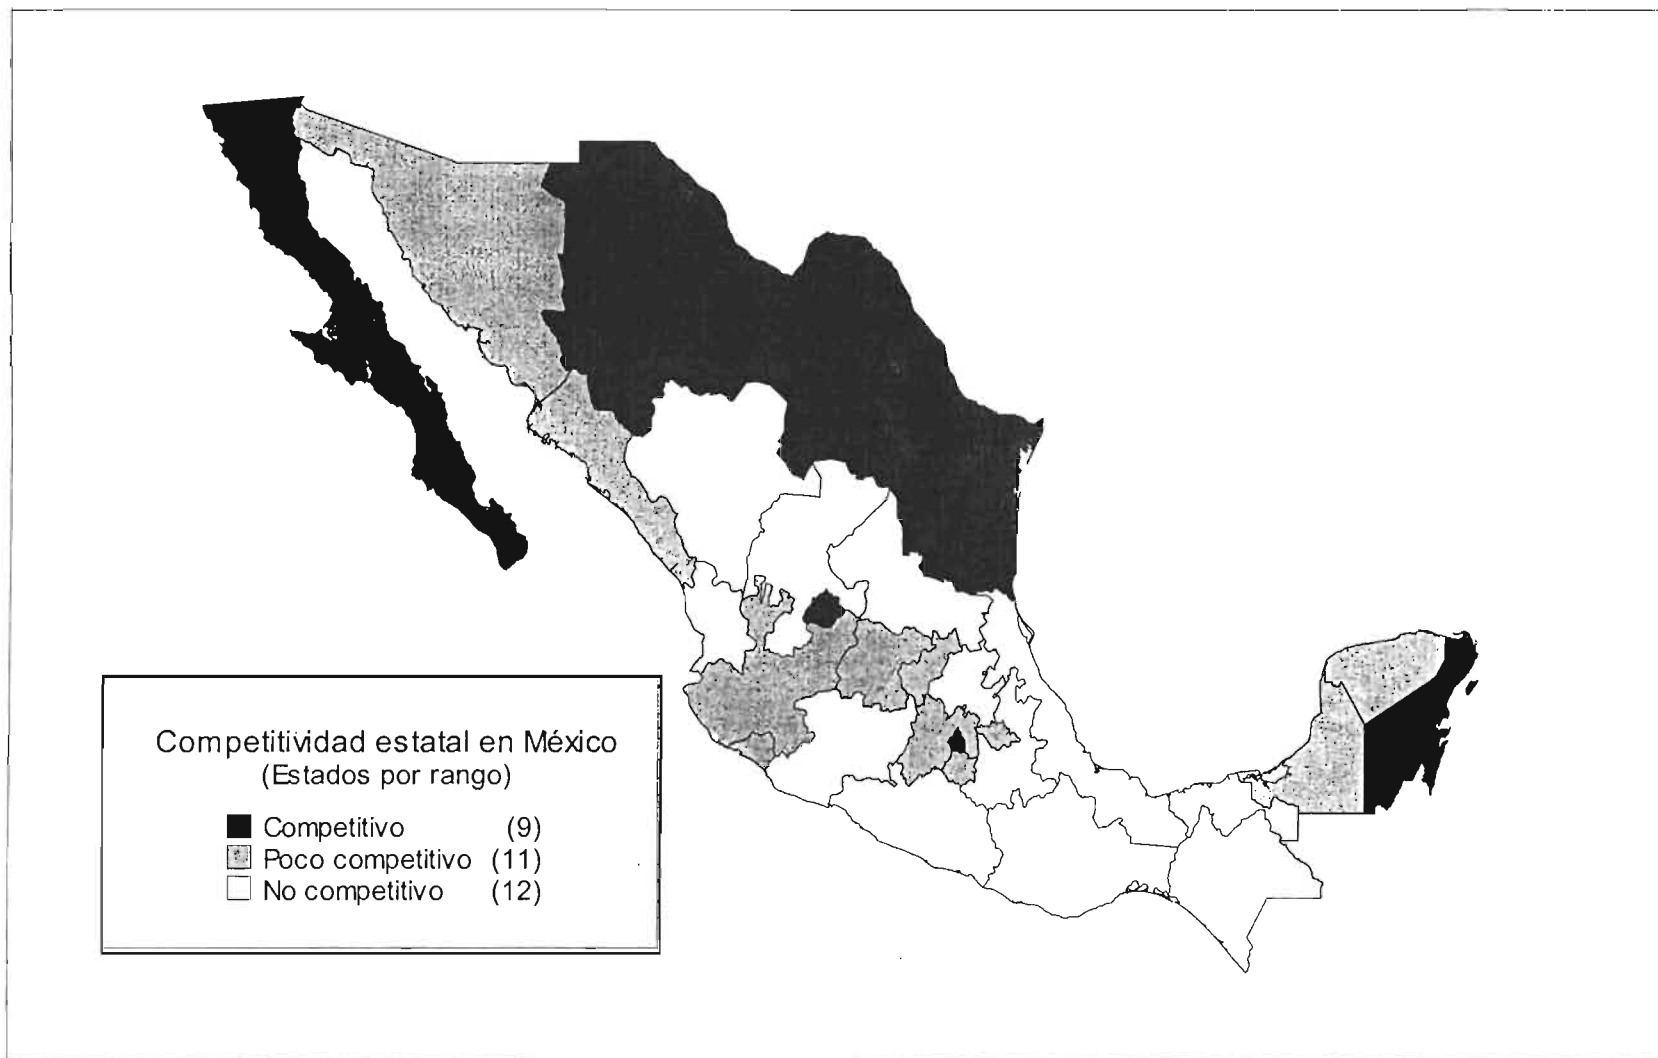 Competitividad estatal en México
(Estados por rango)
Competitivo (9)
Poco competitivo (11)
No competitivo (12)